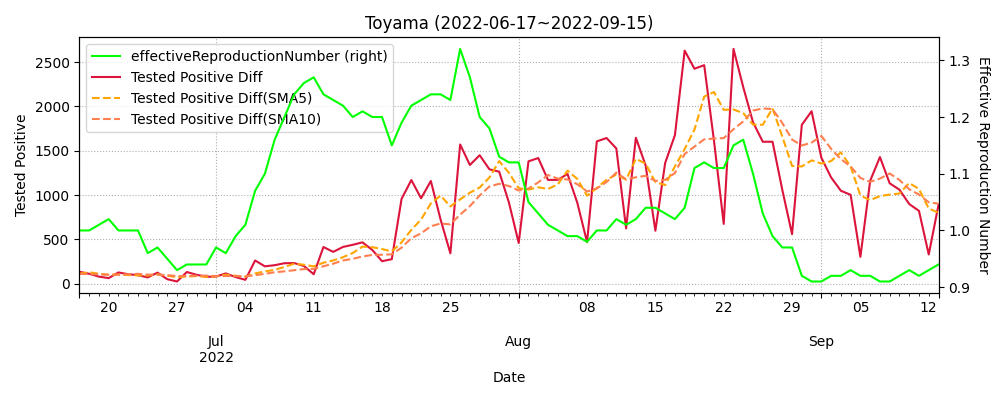 Toyama (2022-06-17~2022-09-15)
effectiveReproductionNumber (right)
Tested Positive Diff
Tested Positive Diff(SMA5)
Tested Positive Diff(SMA10)
Tested Positive
2500
2000
1500
1000
500
0
1.3
1.2
1.1
1.0
0.9
Effective Reproduction Number
20 27 04 11 18 25 08 15 22 29 05 12
Jul Aug Sep
2022
Date